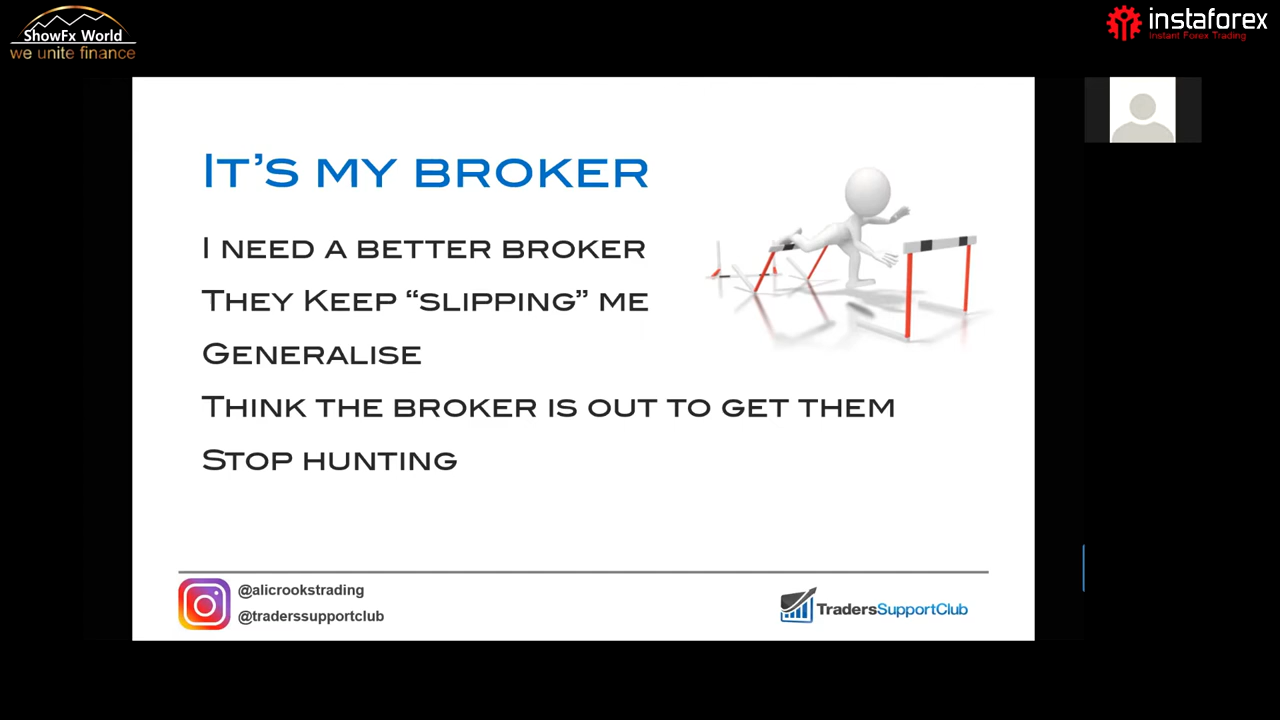 ShowFx World
we unite finance
instaforex
Instant Forex Trading
It's my broker
I need a better broker
They Keep “slipping” me
Generalise
Think the broker is out to get them
Stop hunting
@alicrookstrading
@traderssupportclub
TradersSupportClub